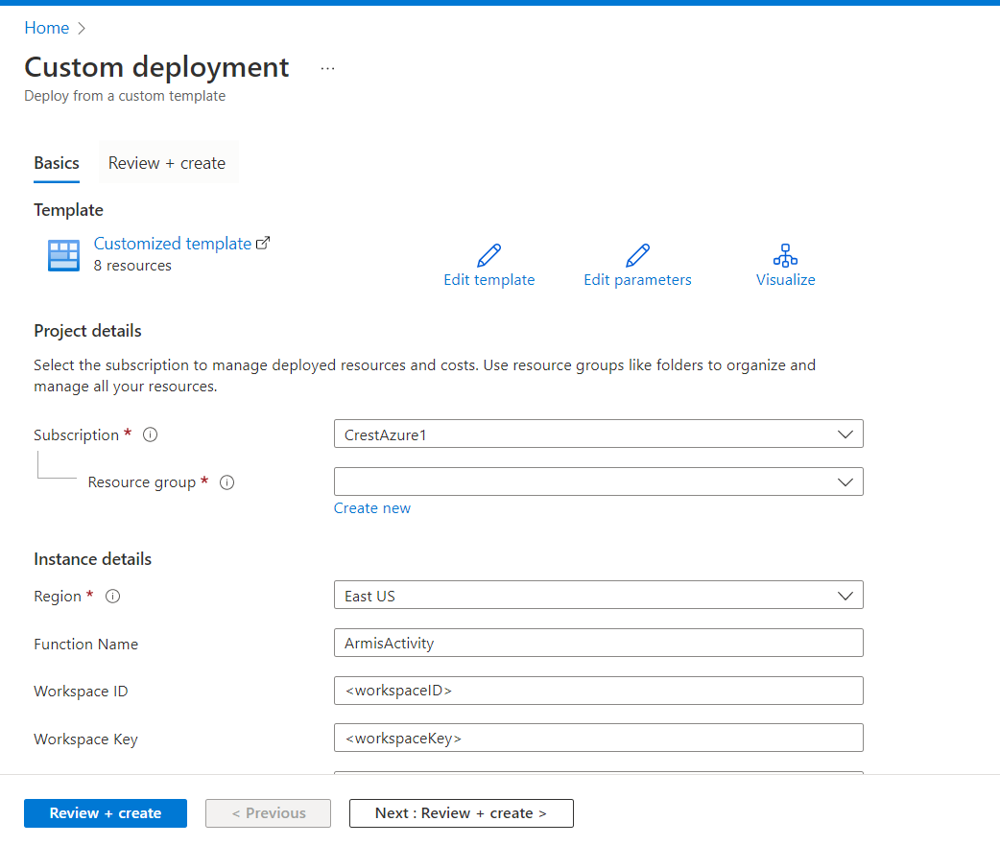 Home
Custom deployment ...
Deploy from a custom template
Basics Review + create
Template
Customized template
8 resources
Edit template Edit parameters Visualize
Project details
Select the subscription to manage deployed resources and costs. Use resource groups like folders to organize and
manage all your resources.
Subscription * CrestAzure1
Resource group *
Create new
Instance details
Region * East US
Function Name ArmisActivity
Workspace ID <workspaceID>
Workspace Key <workspaceKey>
Review + create < Previous Next : Review + create >